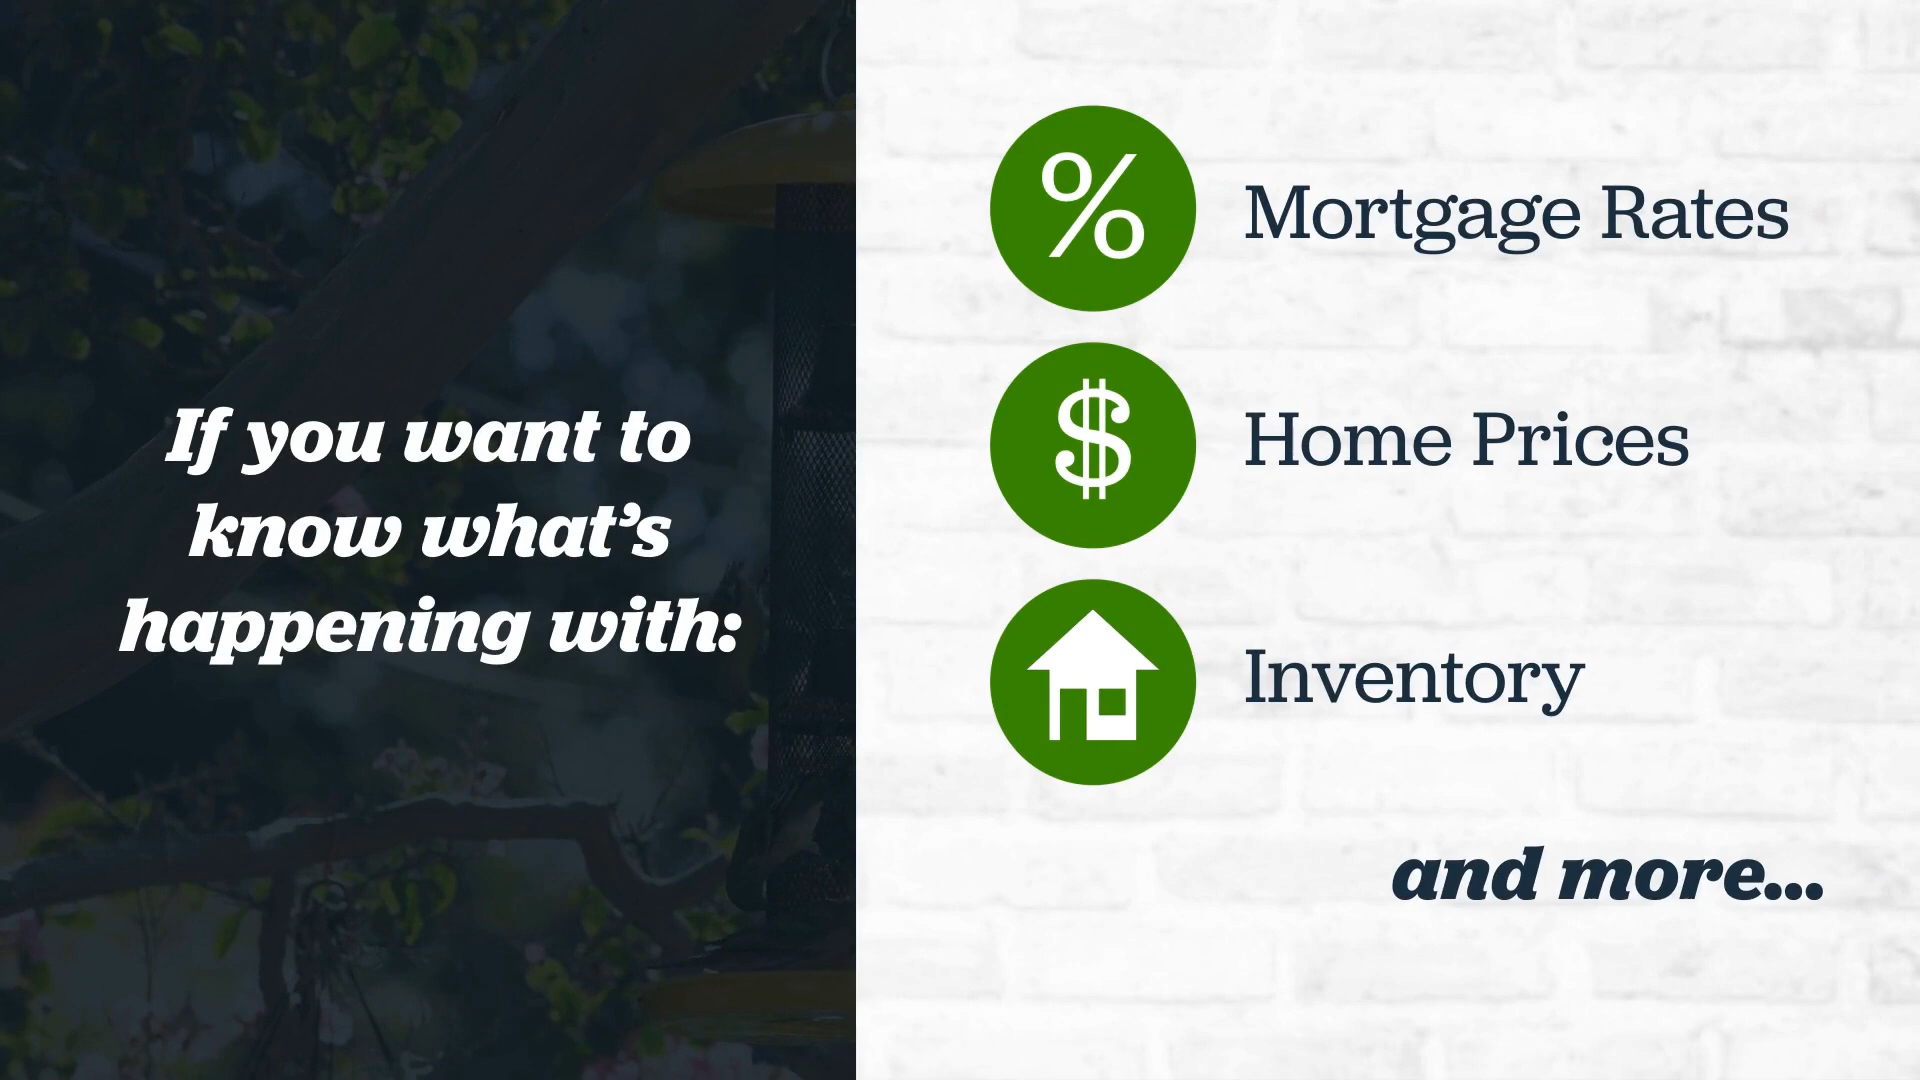 If you want to
know what’s
happening with:
% Mortgage Rates
$ Home Prices
Inventory
and more...